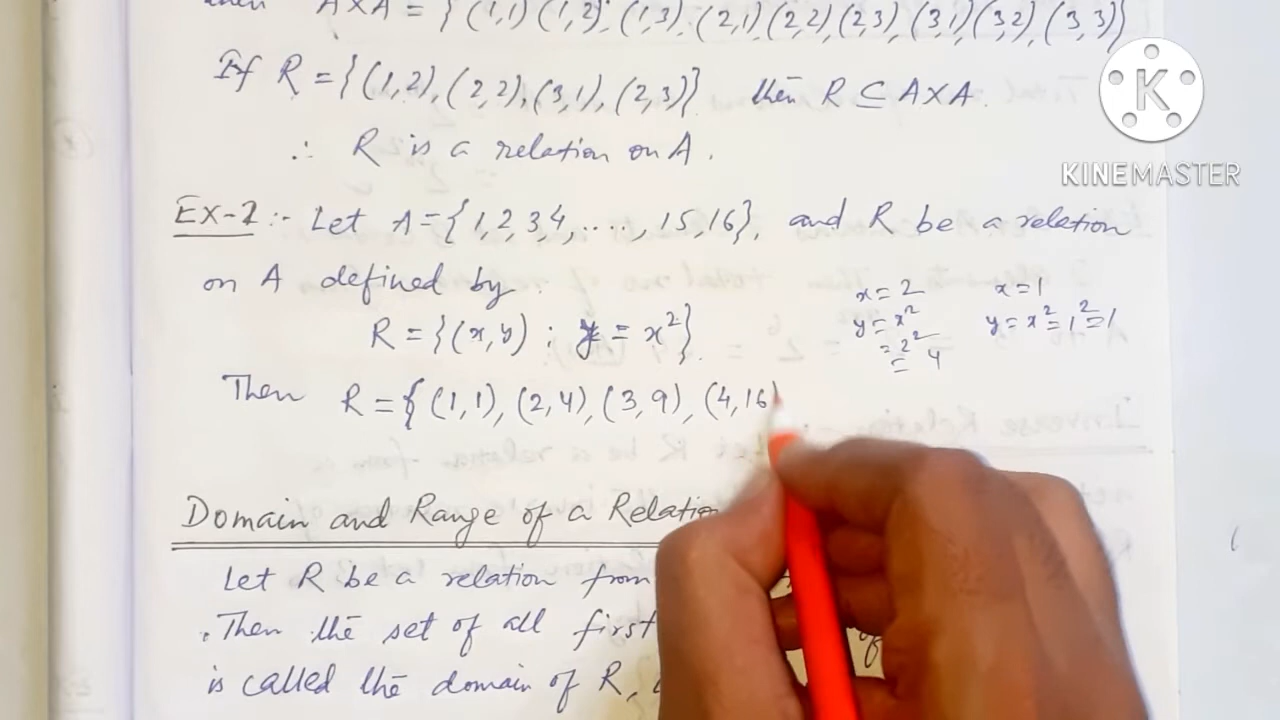 then A×A = {(1,1) (1,2), (1,3), (2,1), (2,2), (2,3), (3,1), (3,2), (3,3)}
If R = {(1,2), (2,2), (3,1), (2,3)} then R ⊆ A×A.
∴ R is a relation on A.
EX-2 :- Let A = {1, 2, 3, 4, ...., 15, 16}, and R be a relation
on A defined by.
R = {(x, y) ; y = x²}.
x = 2
y = x²
= 2²
= 4
x = 1
y = x² = 1² = 1
Then R = { (1,1), (2,4), (3,9), (4,16)
Domain and Range of a Relation
Let R be a relation from
Then the set of all first of
is called the domain of R,
K
KINEMASTER